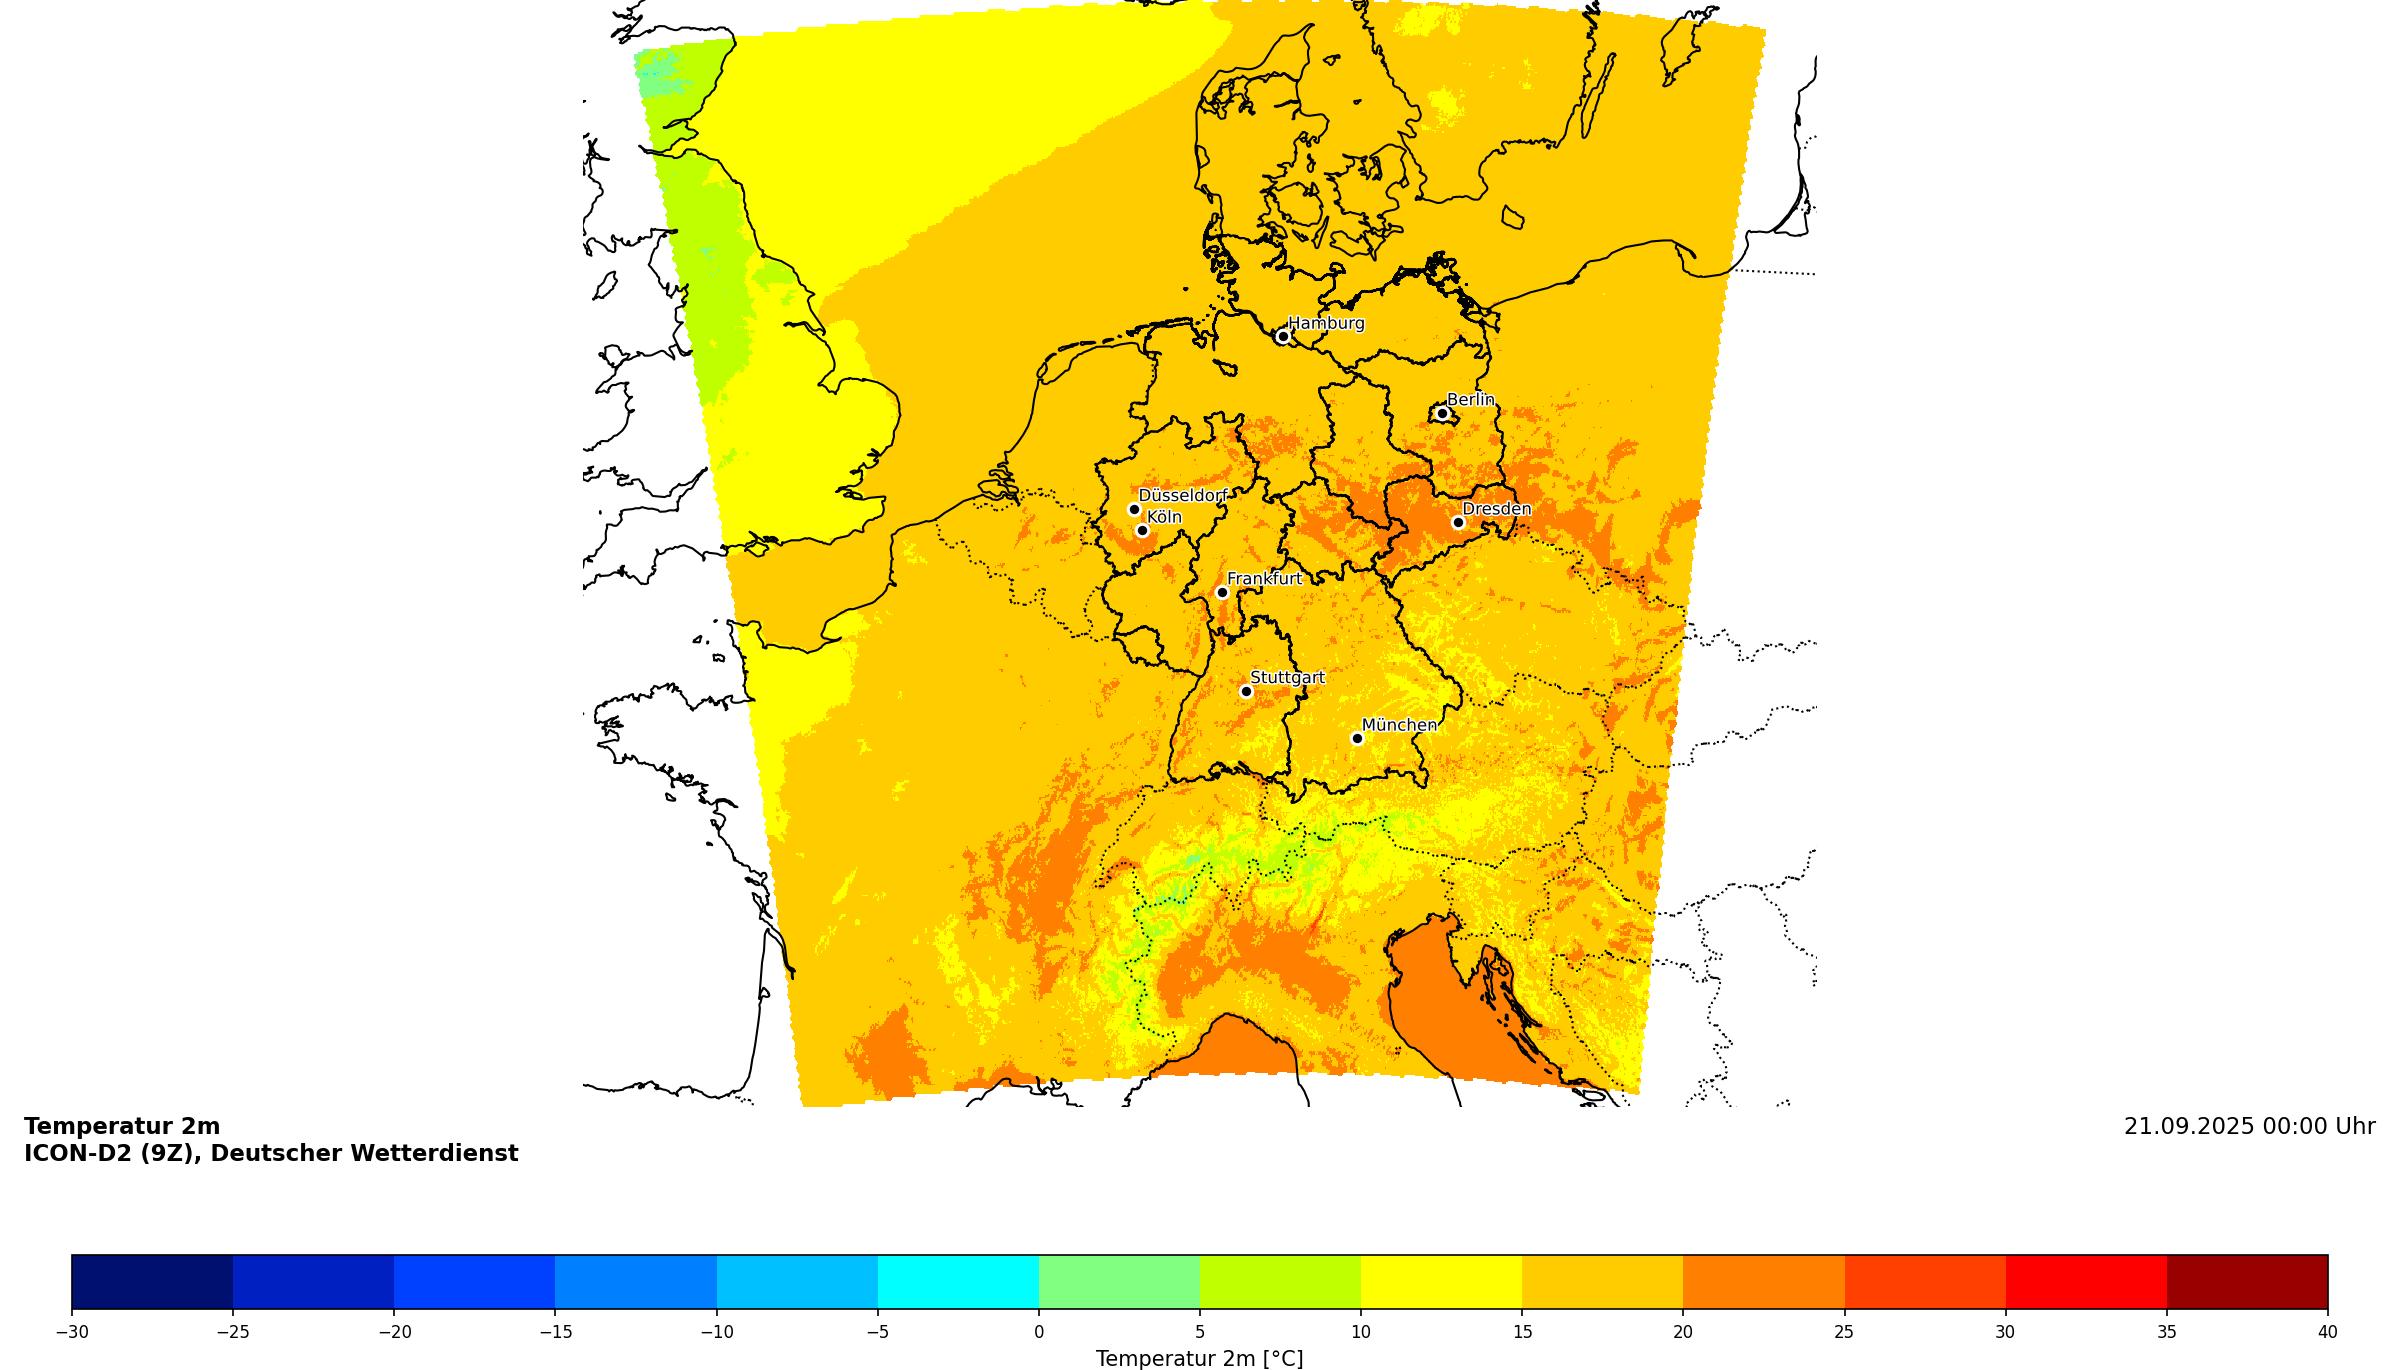 Hamburg
Berlin
Düsseldorf
Köln
Dresden
Frankfurt
Stuttgart
München
Temperatur 2m
ICON-D2 (9Z), Deutscher Wetterdienst
21.09.2025 00:00 Uhr
−30 −25 −20 −15 −10 −5 0 5 10 15 20 25 30 35 40
Temperatur 2m [°C]